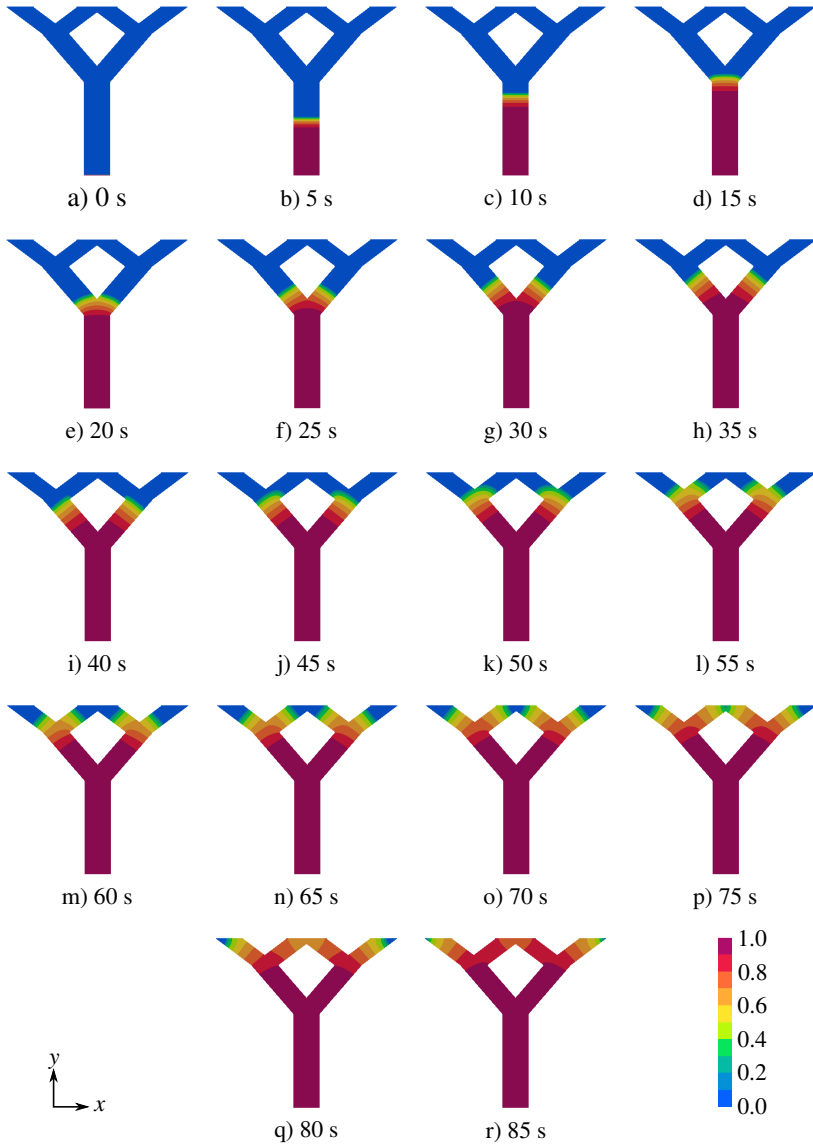 a) 0 s
b) 5 s
c) 10 s
d) 15 s
e) 20 s
f) 25 s
g) 30 s
h) 35 s
i) 40 s
j) 45 s
k) 50 s
l) 55 s
m) 60 s
n) 65 s
o) 70 s
p) 75 s
1.0
0.8
0.6
0.4
0.2
0.0
y
x
q) 80 s
r) 85 s